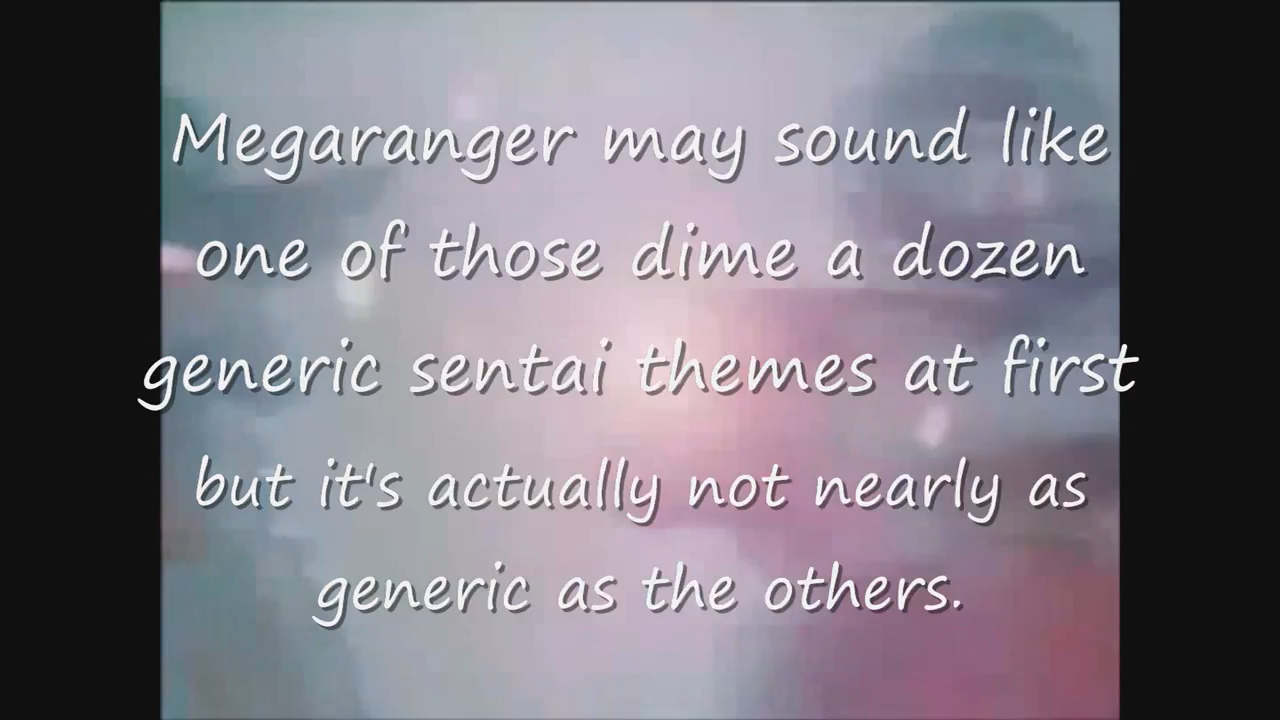 Megaranger may sound like
one of those dime a dozen
generic sentai themes at first
but it's actually not nearly as
generic as the others.